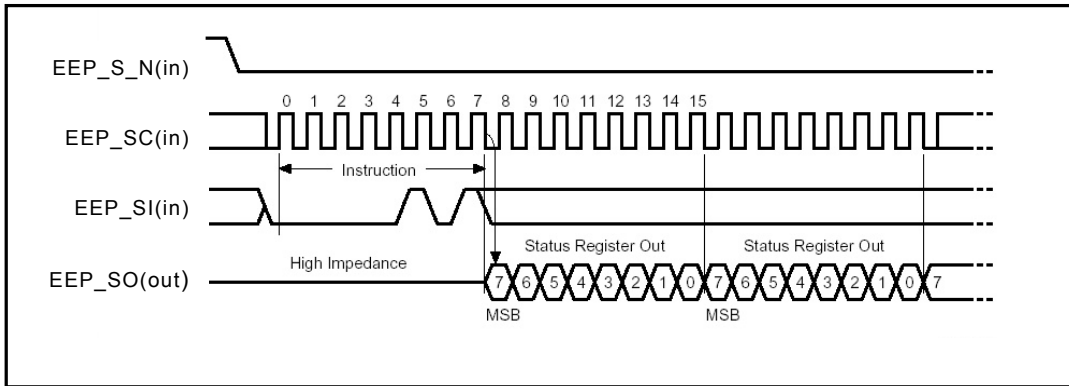 EEP_S_N(in)
0 1 2 3 4 5 6 7 8 9 10 11 12 13 14 15
EEP_SC(in)
Instruction
EEP_SI(in)
Status Register Out Status Register Out
High Impedance
EEP_SO(out)
7 6 5 4 3 2 1 0 7 6 5 4 3 2 1 0 7
MSB MSB